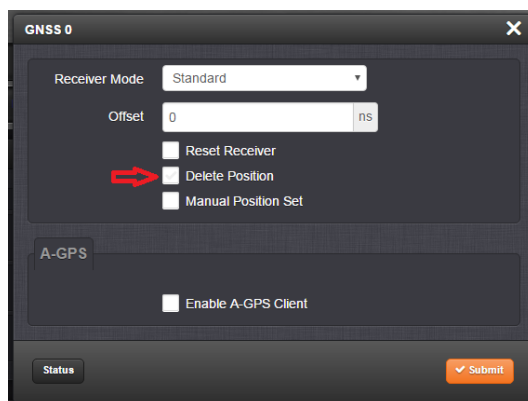 GNSS 0
Receiver Mode Standard
Offset 0 ns
Reset Receiver
Delete Position
Manual Position Set
A-GPS
Enable A-GPS Client
Status Submit